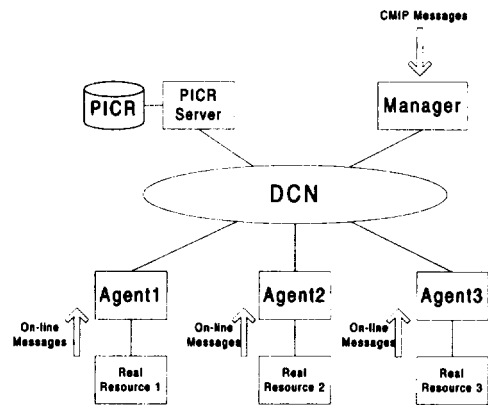 CMIP Messages
PICR
PICR
Server
Manager
DCN
Agent1
Agent2
Agent3
On-line
Messages
On-line
Messages
On-line
Messages
Real
Resource 1
Real
Resource 2
Real
Resource 3